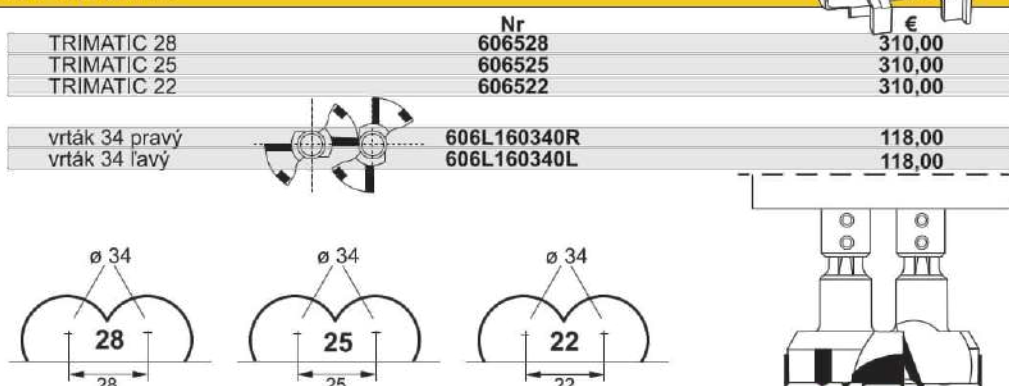 Nr €
TRIMATIC 28 606528 310,00
TRIMATIC 25 606525 310,00
TRIMATIC 22 606522 310,00
vrták 34 pravý 606L160340R 118,00
vrták 34 ľavý 606L160340L 118,00
ø 34 ø 34 ø 34
28 25 22
28 25 22